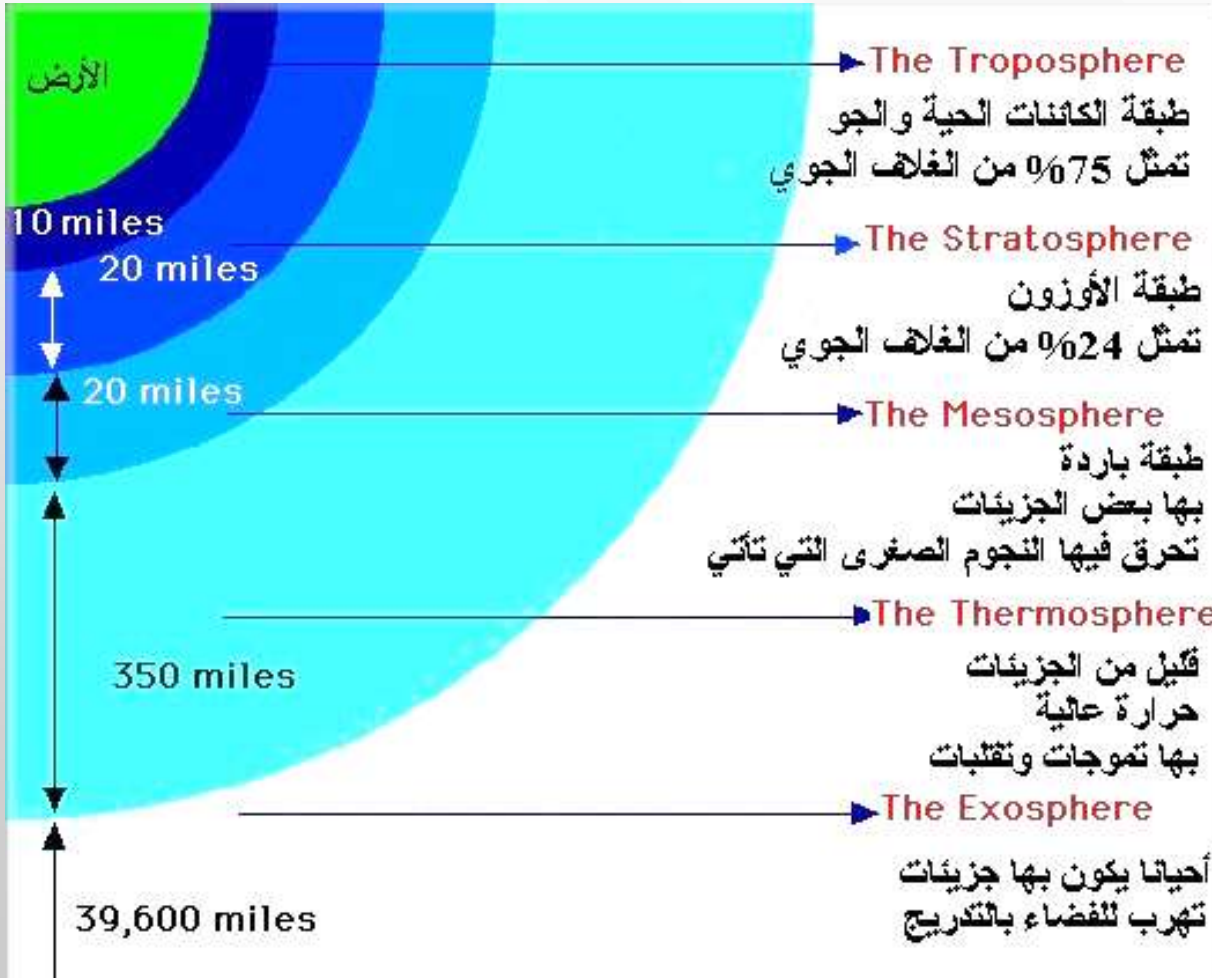 الأرض
The Troposphere
طبقة الكائنات الحية والجو
تمثل 75% من الغلاف الجوي
10 miles
The Stratosphere
20 miles
طبقة الأوزون
تمثل 24% من الغلاف الجوي
20 miles
The Mesosphere
طبقة باردة
بها بعض الجزيئات
تحرق فيها النجوم الصغرى التي تأتي
The Thermosphere
350 miles
قليل من الجزيئات
حرارة عالية
بها تموجات وتقلبات
The Exosphere
أحيانا يكون بها جزيئات
39,600 miles
تهرب للفضاء بالتدريج